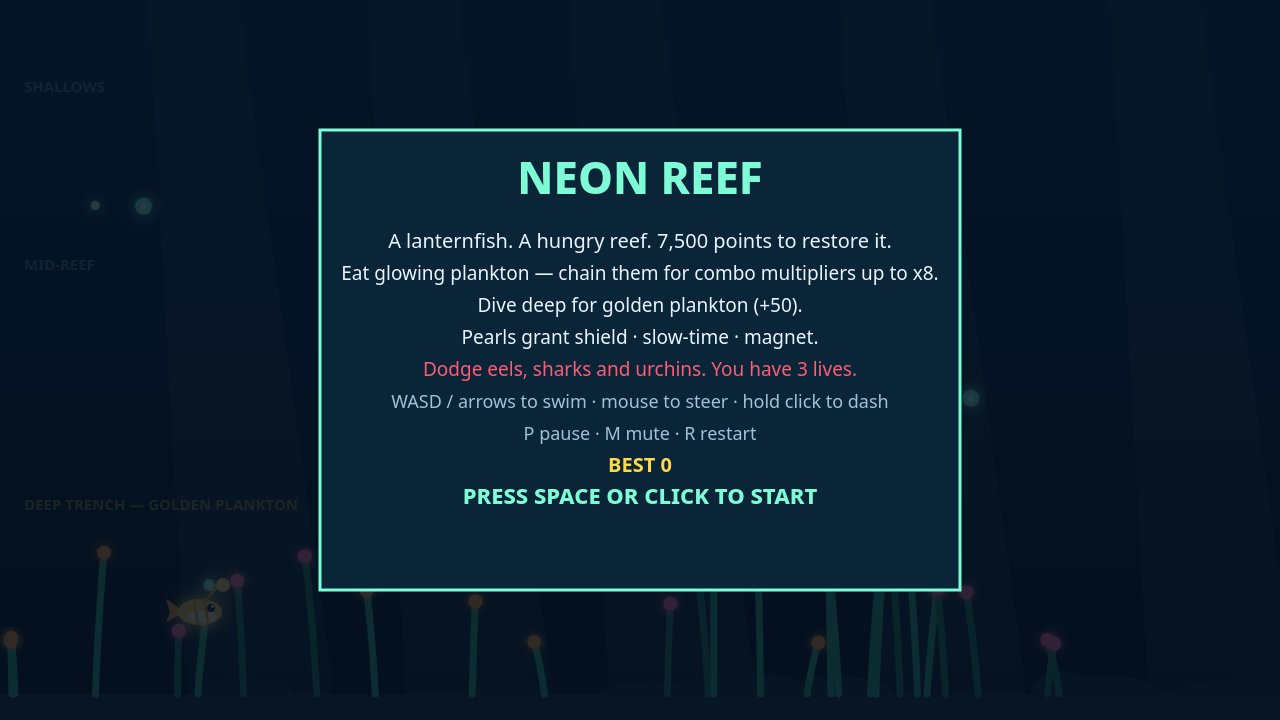 SHALLOWS
NEON REEF
A lanternfish. A hungry reef. 7,500 points to restore it.
MID-REEF
Eat glowing plankton — chain them for combo multipliers up to x8.
Dive deep for golden plankton (+50).
Pearls grant shield · slow-time · magnet.
Dodge eels, sharks and urchins. You have 3 lives.
WASD / arrows to swim · mouse to steer · hold click to dash
P pause · M mute · R restart
BEST 0
PRESS SPACE OR CLICK TO START
DEEP TRENCH — GOLDEN PLANKTON